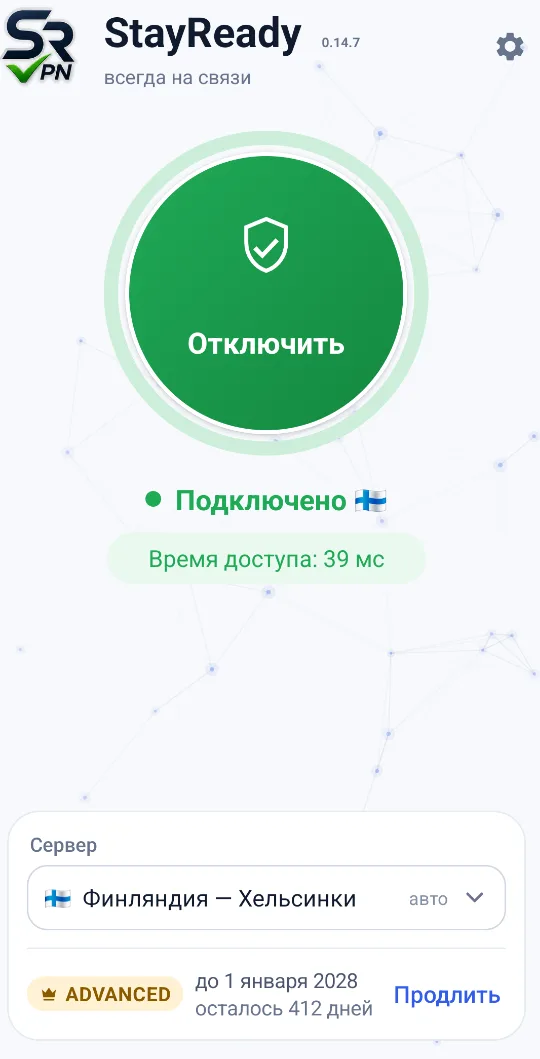 SR
VPN
StayReady 0.14.7
всегда на связи
Отключить
Подключено
Время доступа: 39 мс
Сервер
Финляндия — Хельсинки авто
ADVANCED
до 1 января 2028
осталось 412 дней
Продлить